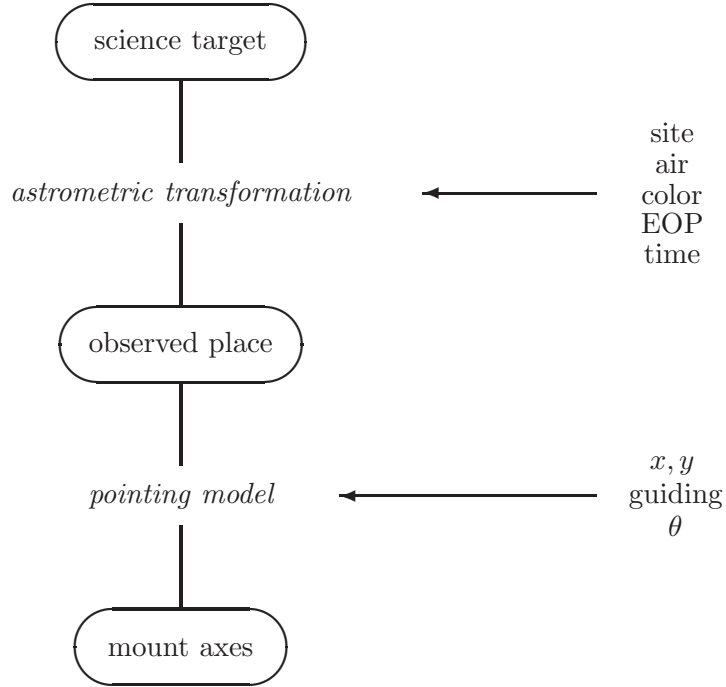 science target
astrometric transformation
site
air
color
EOP
time
observed place
pointing model
x, y
guiding
θ
mount axes